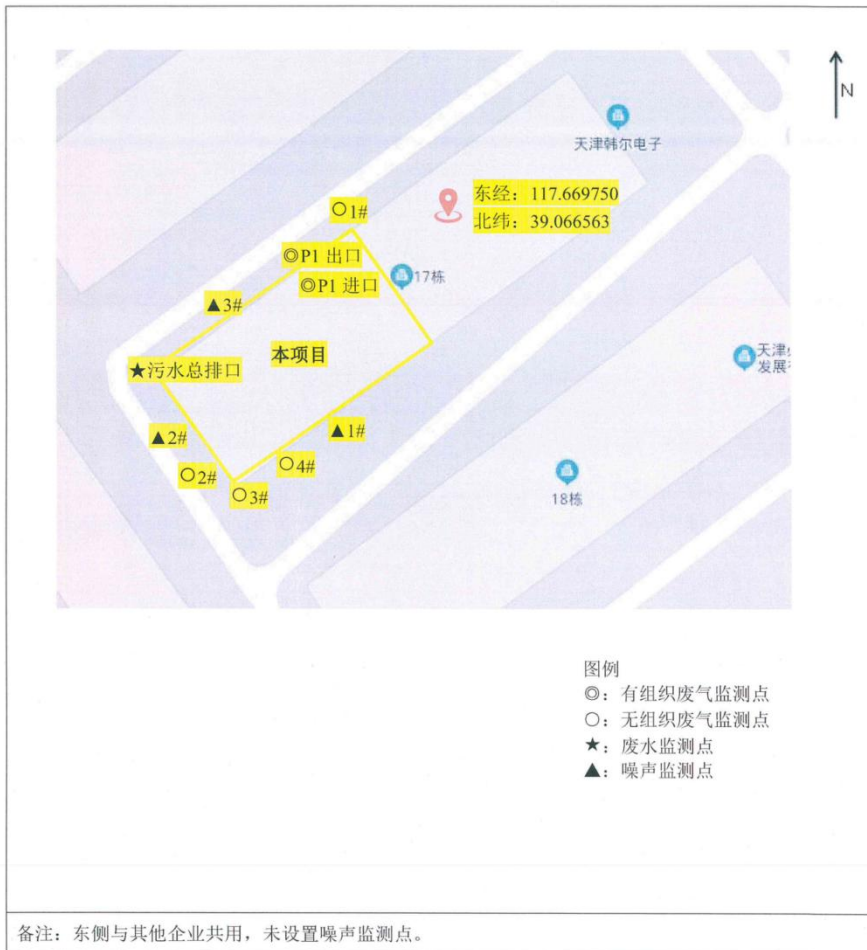 N
天津韩尔电子
东经：117.669750
北纬：39.066563
○1#
◎P1 出口
◎P1 进口
17栋
▲3#
本项目
★污水总排口
天津
发展
▲2#
▲1#
○2#
○4#
○3#
18栋
图例
◎：有组织废气监测点
○：无组织废气监测点
★：废水监测点
▲：噪声监测点
备注：东侧与其他企业共用，未设置噪声监测点。